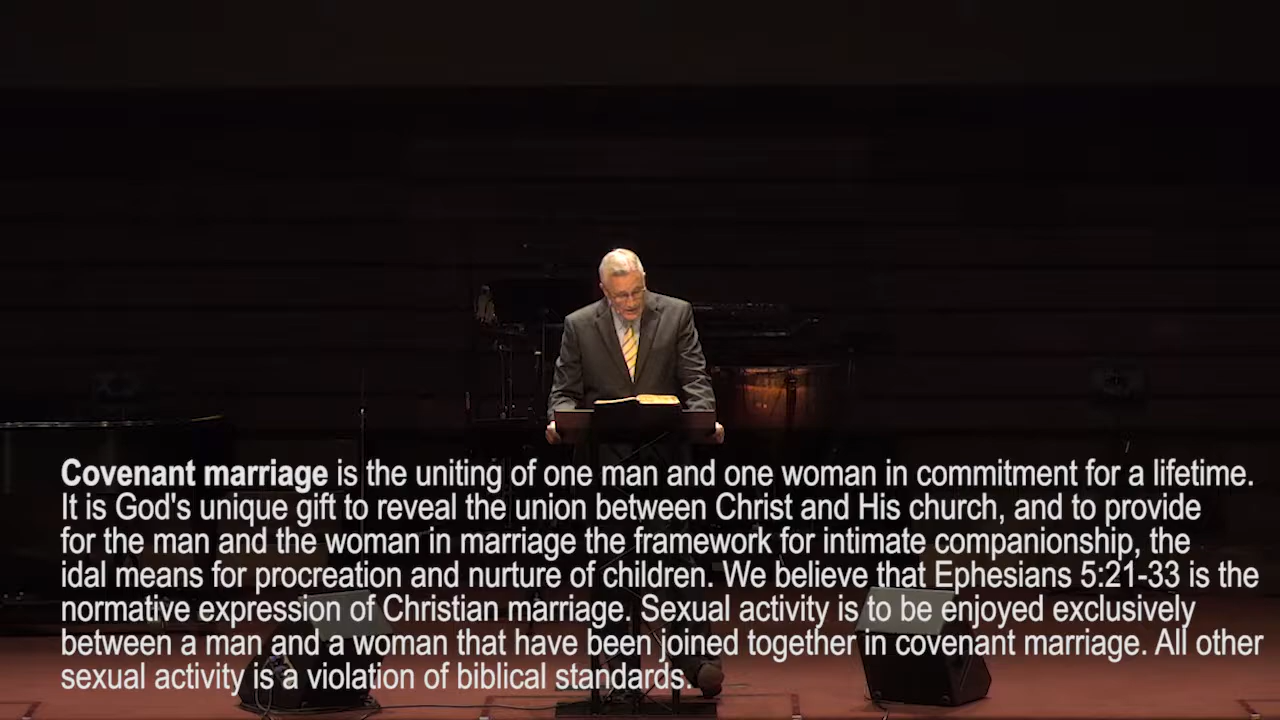 Covenant marriage is the uniting of one man and one woman in commitment for a lifetime.
It is God's unique gift to reveal the union between Christ and His church, and to provide
for the man and the woman in marriage the framework for intimate companionship, the
idal means for procreation and nurture of children. We believe that Ephesians 5:21-33 is the
normative expression of Christian marriage. Sexual activity is to be enjoyed exclusively
between a man and a woman that have been joined together in covenant marriage. All other
sexual activity is a violation of biblical standards.